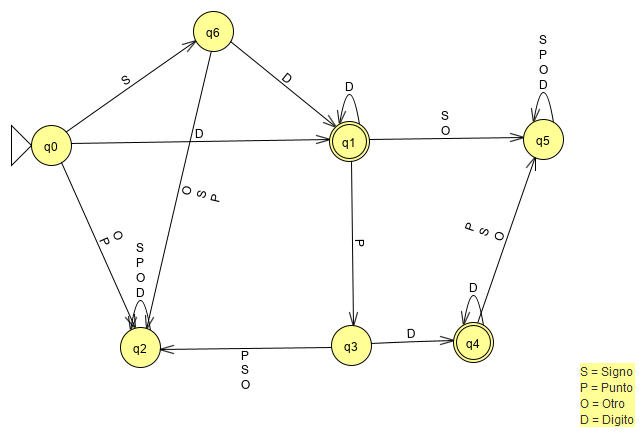 q6
S
D
q0
D
D
q1
S
O
S
P
O
D
q5
O
S
P
P
P
S
O
O
P
S
P
O
D
q2
P
S
O
q3
D
D
q4
S = Signo
P = Punto
O = Otro
D = Digito